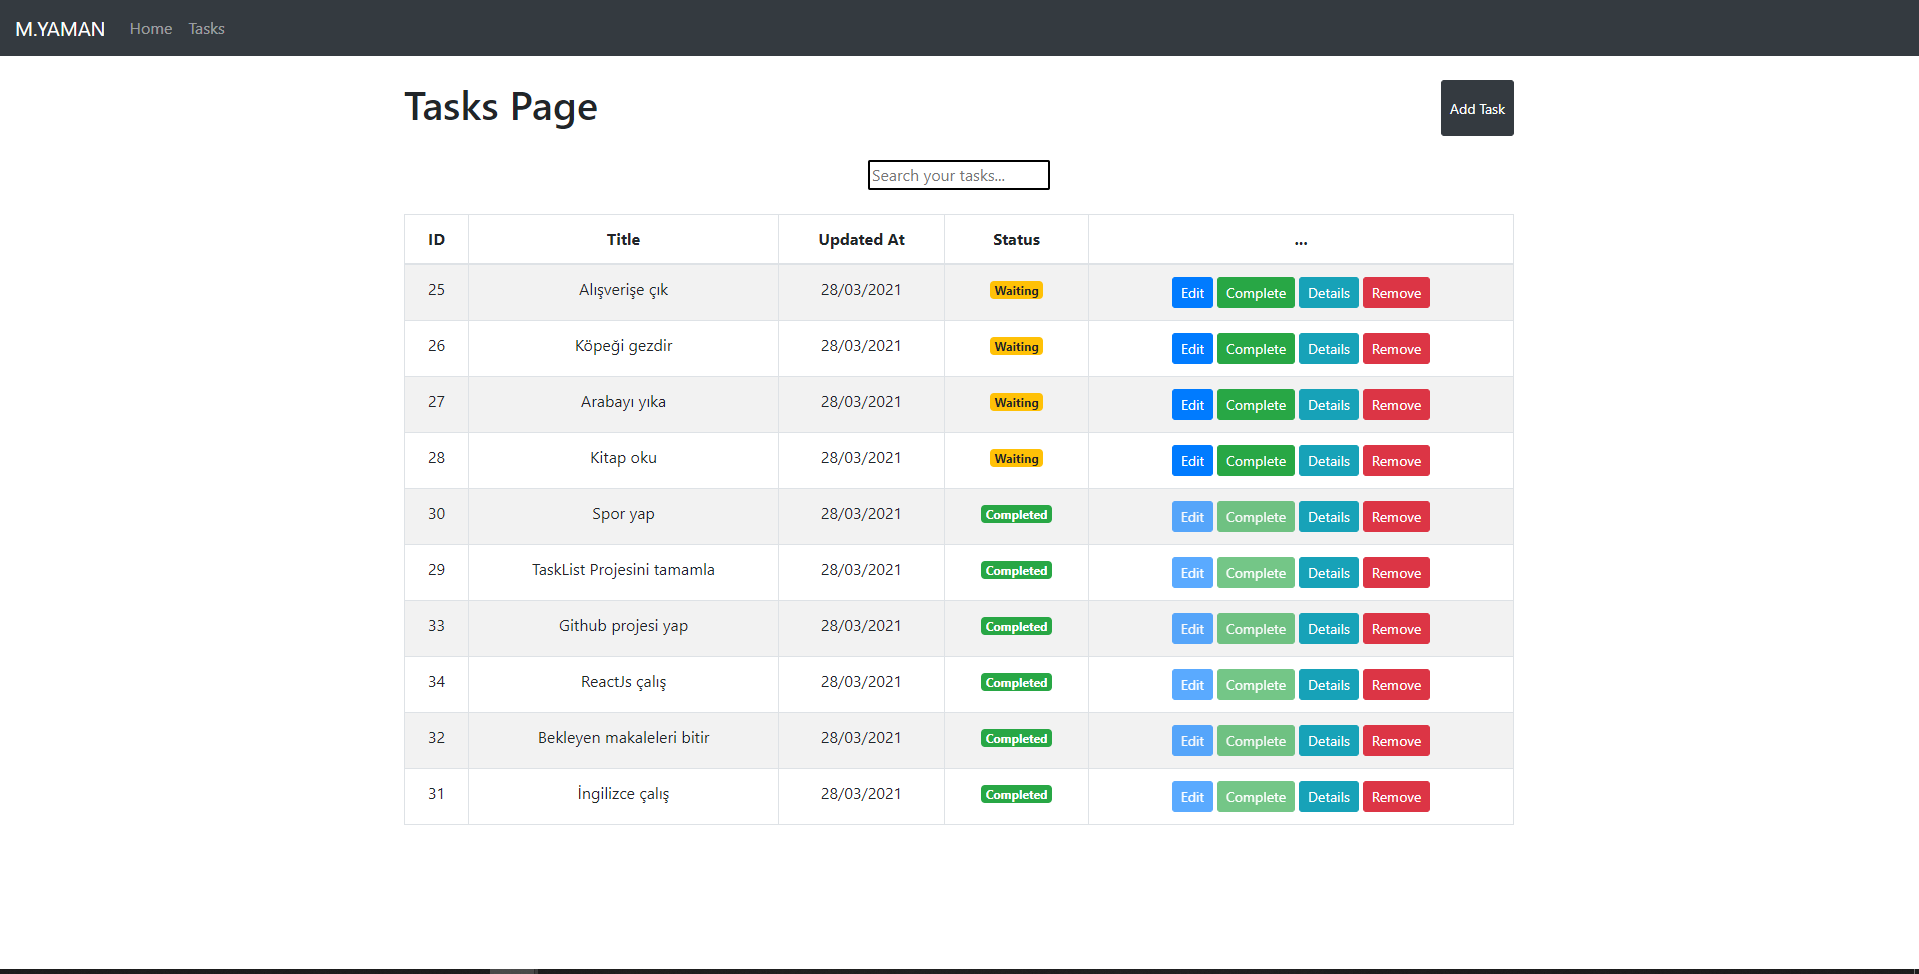 M.YAMAN Home Tasks
Tasks Page Add Task
Search your tasks...
ID Title Updated At Status ...
25 Alışverişe çık 28/03/2021 Waiting Edit Complete Details Remove
26 Köpeği gezdir 28/03/2021 Waiting Edit Complete Details Remove
27 Arabayı yıka 28/03/2021 Waiting Edit Complete Details Remove
28 Kitap oku 28/03/2021 Waiting Edit Complete Details Remove
30 Spor yap 28/03/2021 Completed Edit Complete Details Remove
29 TaskList Projesini tamamla 28/03/2021 Completed Edit Complete Details Remove
33 Github projesi yap 28/03/2021 Completed Edit Complete Details Remove
34 ReactJs çalış 28/03/2021 Completed Edit Complete Details Remove
32 Bekleyen makaleleri bitir 28/03/2021 Completed Edit Complete Details Remove
31 İngilizce çalış 28/03/2021 Completed Edit Complete Details Remove